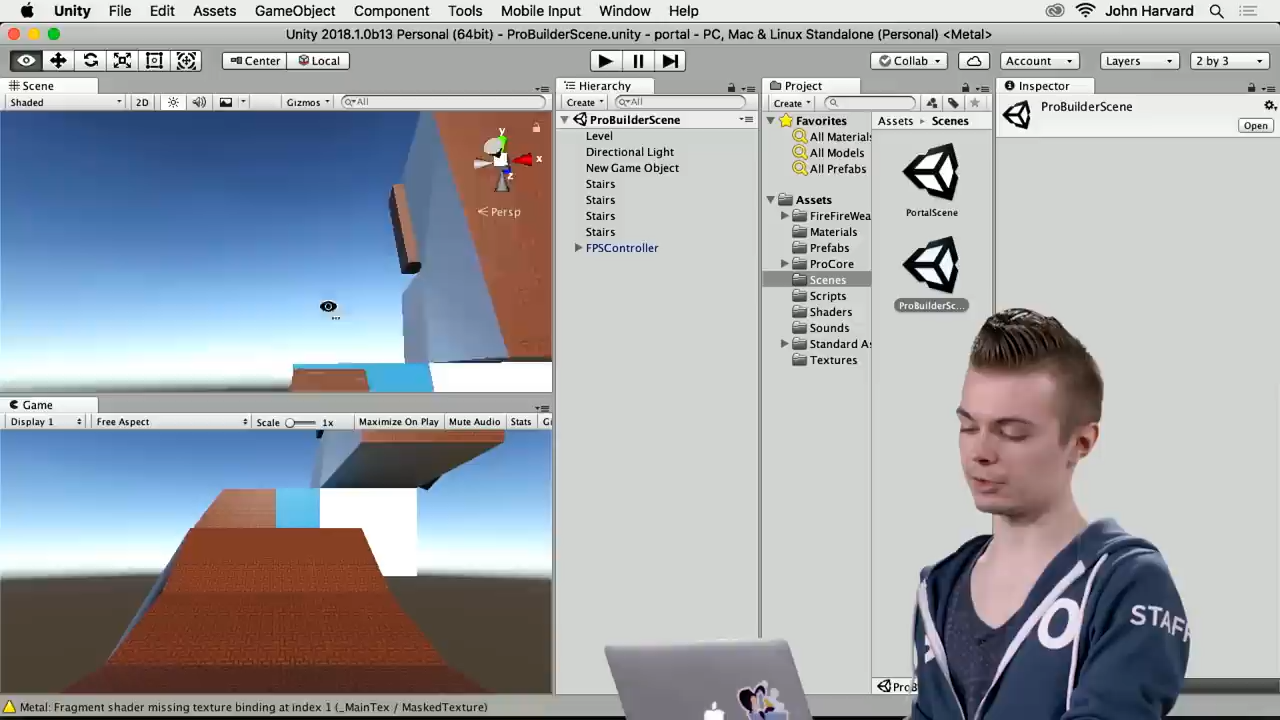 Unity File Edit Assets GameObject Component Tools Mobile Input Window Help John Harvard
Unity 2018.1.0b13 Personal (64bit) - ProBuilderScene.unity - portal - PC, Mac & Linux Standalone (Personal) <Metal>
Center Local Collab Account Layers 2 by 3
Scene
Shaded 2D Gizmos All
y
x
z
Persp
Game
Display 1 Free Aspect Scale 1x Maximize On Play Mute Audio Stats
Hierarchy
Create All
ProBuilderScene
Level
Directional Light
New Game Object
Stairs
Stairs
Stairs
Stairs
FPSController
Project
Create
Favorites
All Materials
All Models
All Prefabs
Assets
FireFireWea
Materials
Prefabs
ProCore
Scenes
Scripts
Shaders
Sounds
Standard As
Textures
Assets Scenes
PortalScene
ProBuilderSc...
ProB
Inspector
ProBuilderScene
Open
STAFF
Metal: Fragment shader missing texture binding at index 1 (_MainTex / MaskedTexture)